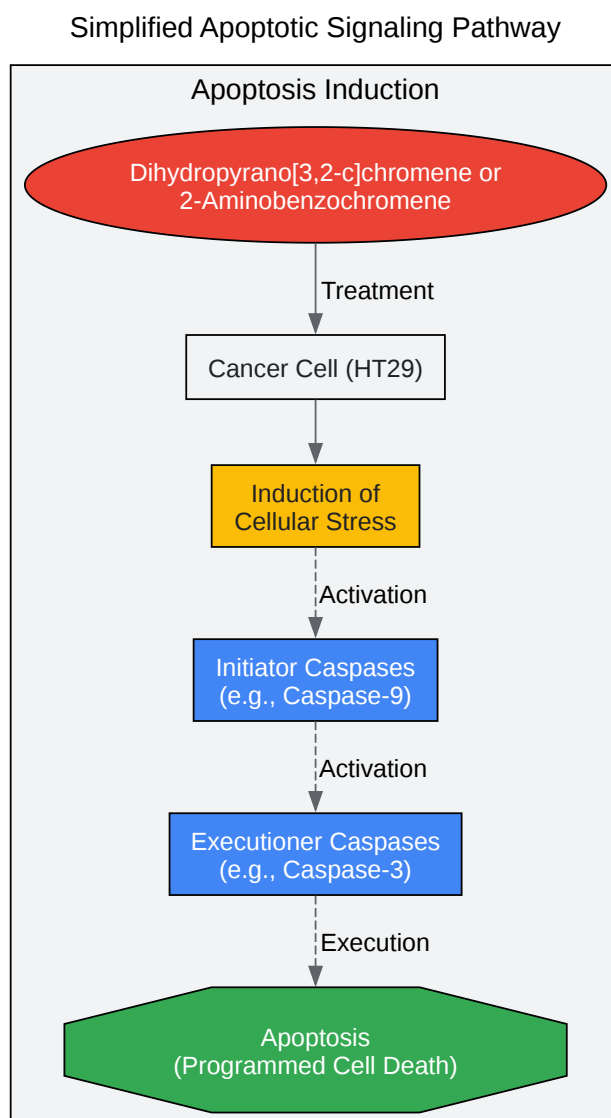 Simplified Apoptotic Signaling Pathway
Apoptosis Induction
Dihydropyrano[3,2-c]chromene or
2-Aminobenzochromene
Treatment
Cancer Cell (HT29)
Induction of
Cellular Stress
Activation
Initiator Caspases
(e.g., Caspase-9)
Activation
Executioner Caspases
(e.g., Caspase-3)
Execution
Apoptosis
(Programmed Cell Death)